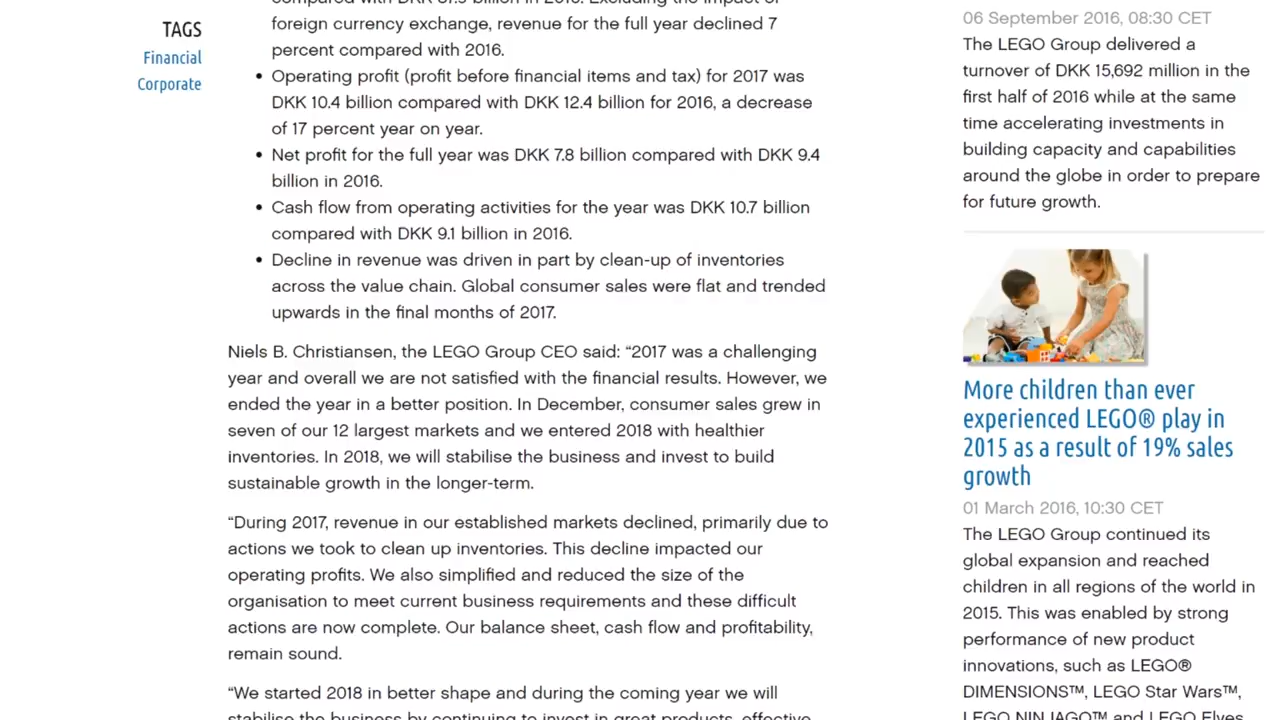 TAGS
Financial
Corporate
foreign currency exchange, revenue for the full year declined 7
percent compared with 2016.
• Operating profit (profit before financial items and tax) for 2017 was
DKK 10.4 billion compared with DKK 12.4 billion for 2016, a decrease
of 17 percent year on year.
• Net profit for the full year was DKK 7.8 billion compared with DKK 9.4
billion in 2016.
• Cash flow from operating activities for the year was DKK 10.7 billion
compared with DKK 9.1 billion in 2016.
• Decline in revenue was driven in part by clean-up of inventories
across the value chain. Global consumer sales were flat and trended
upwards in the final months of 2017.
Niels B. Christiansen, the LEGO Group CEO said: “2017 was a challenging
year and overall we are not satisfied with the financial results. However, we
ended the year in a better position. In December, consumer sales grew in
seven of our 12 largest markets and we entered 2018 with healthier
inventories. In 2018, we will stabilise the business and invest to build
sustainable growth in the longer-term.
“During 2017, revenue in our established markets declined, primarily due to
actions we took to clean up inventories. This decline impacted our
operating profits. We also simplified and reduced the size of the
organisation to meet current business requirements and these difficult
actions are now complete. Our balance sheet, cash flow and profitability,
remain sound.
“We started 2018 in better shape and during the coming year we will
stabilise the business by continuing to invest in great products, effective
06 September 2016, 08:30 CET
The LEGO Group delivered a
turnover of DKK 15,692 million in the
first half of 2016 while at the same
time accelerating investments in
building capacity and capabilities
around the globe in order to prepare
for future growth.
More children than ever
experienced LEGO® play in
2015 as a result of 19% sales
growth
01 March 2016, 10:30 CET
The LEGO Group continued its
global expansion and reached
children in all regions of the world in
2015. This was enabled by strong
performance of new product
innovations, such as LEGO®
DIMENSIONS™, LEGO Star Wars™,
LEGO NINJAGO™ and LEGO Elves